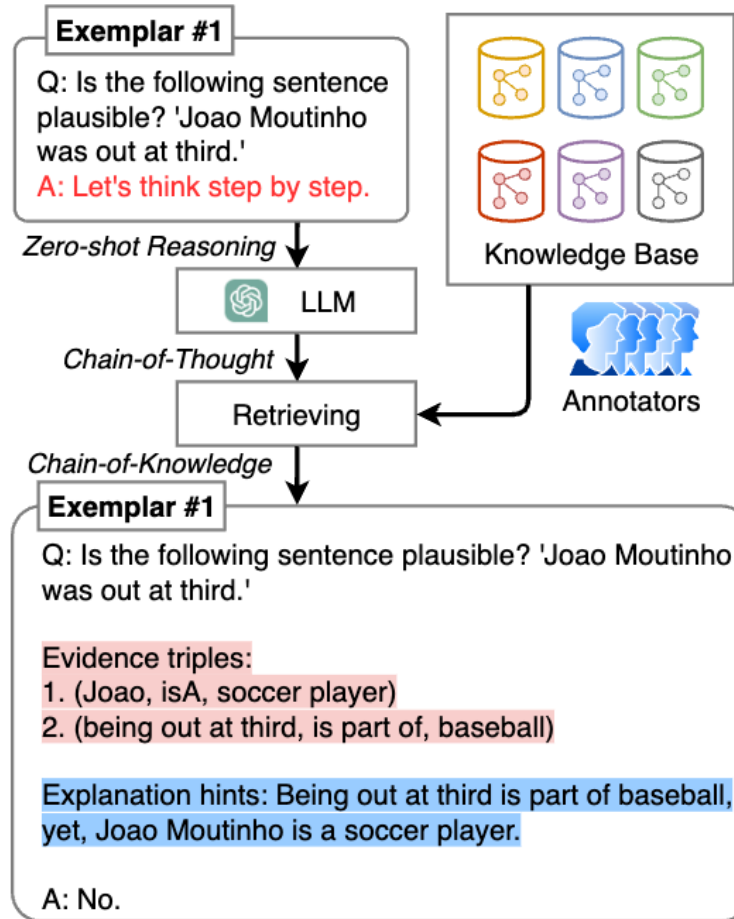 Exemplar #1
Q: Is the following sentence
plausible? 'Joao Moutinho
was out at third.'
A: Let's think step by step.
Knowledge Base
Zero-shot Reasoning
LLM
Annotators
Chain-of-Thought
Retrieving
Chain-of-Knowledge
Exemplar #1
Q: Is the following sentence plausible? 'Joao Moutinho
was out at third.'
Evidence triples:
1. (Joao, isA, soccer player)
2. (being out at third, is part of, baseball)
Explanation hints: Being out at third is part of baseball,
yet, Joao Moutinho is a soccer player.
A: No.